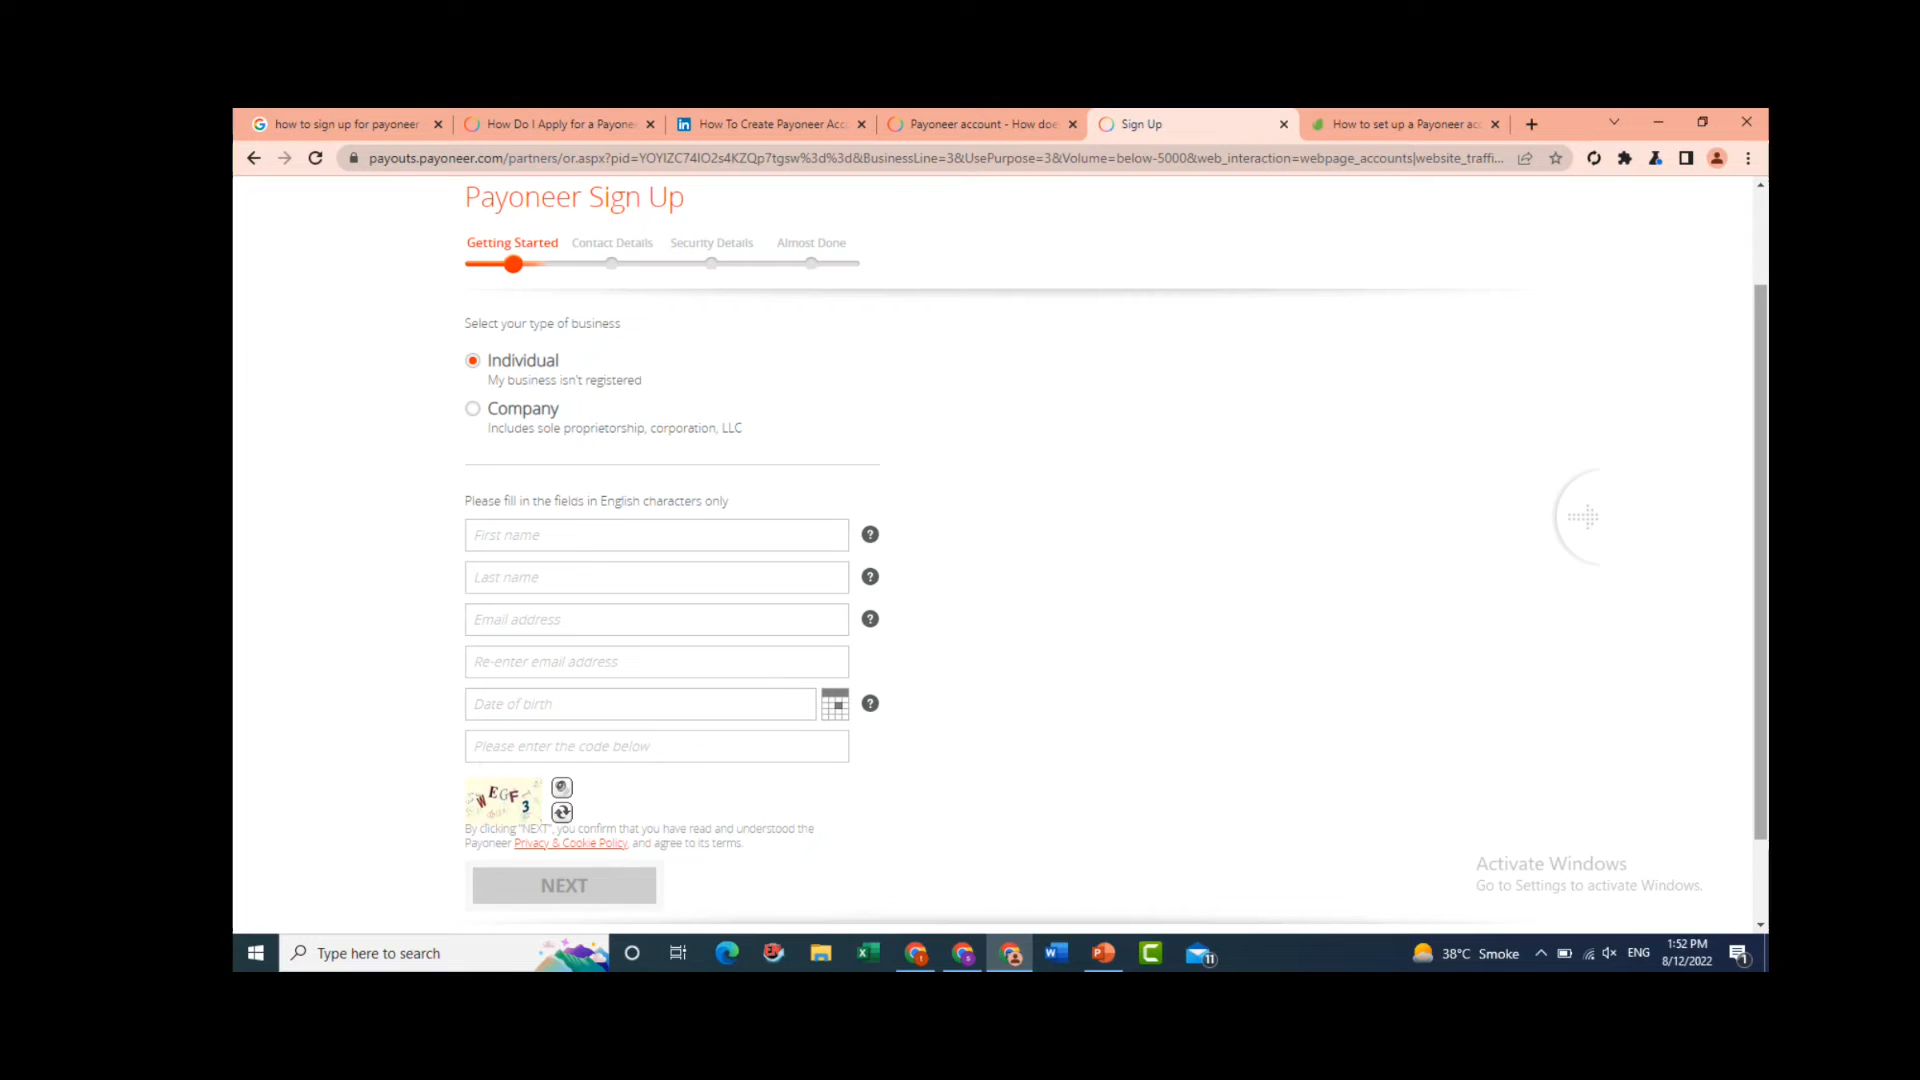 how to sign up for payoneer
How Do I Apply for a Payone
How To Create Payoneer Acc
Payoneer account - How doe
Sign Up
How to set up a Payoneer ac
payouts.payoneer.com/partners/or.aspx?pid=YOYIZC74IO2s4KZQp7tgsw%3d%3d&BusinessLine=3&UsePurpose=3&Volume=below-5000&web_interaction=webpage_accounts|website_traffi...
Payoneer Sign Up
Getting Started
Contact Details
Security Details
Almost Done
Select your type of business
Individual
My business isn't registered
Company
Includes sole proprietorship, corporation, LLC
Please fill in the fields in English characters only
First name
Last name
Email address
Re-enter email address
Date of birth
Please enter the code below
WEGF3
By clicking "NEXT", you confirm that you have read and understood the
Payoneer Privacy & Cookie Policy, and agree to its terms.
NEXT
Activate Windows
Go to Settings to activate Windows.
Type here to search
11
38°C Smoke
ENG
1:52 PM
8/12/2022
1